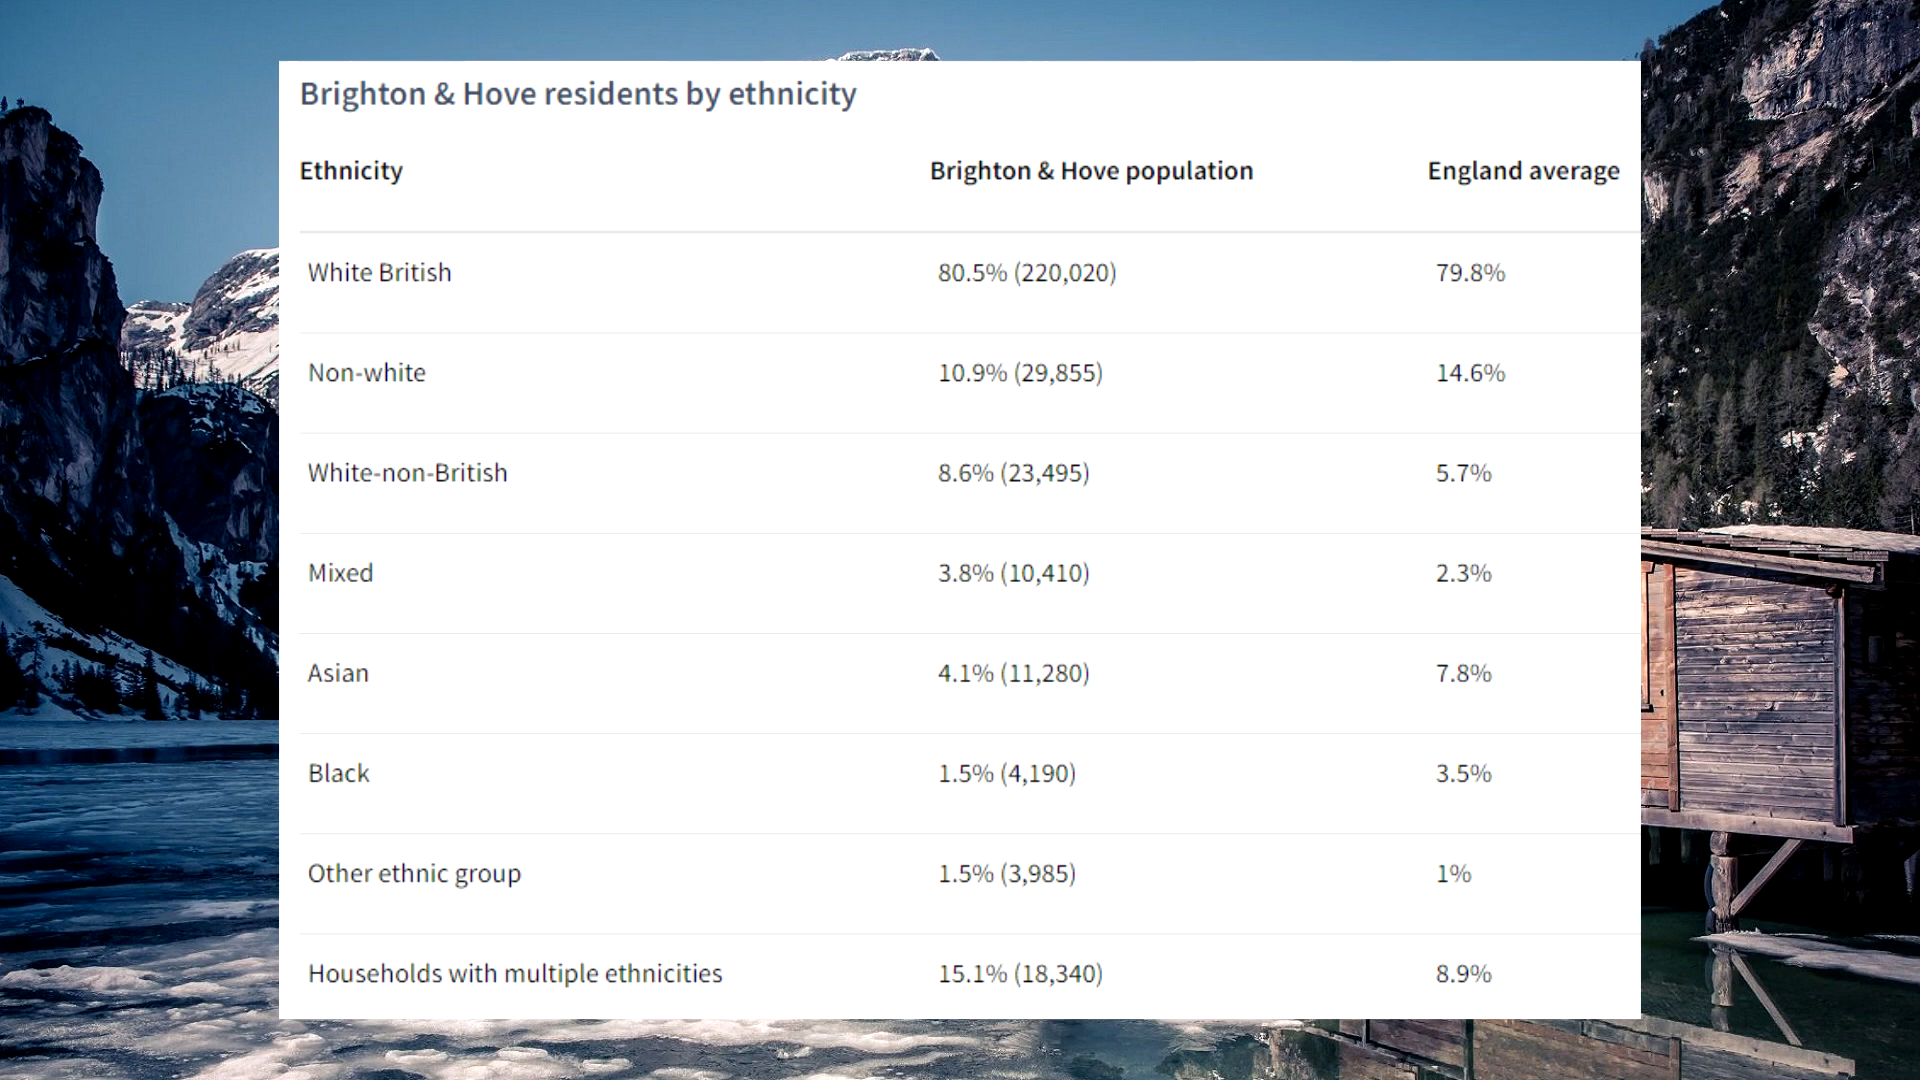 Brighton & Hove residents by ethnicity
Ethnicity Brighton & Hove population England average
White British 80.5% (220,020) 79.8%
Non-white 10.9% (29,855) 14.6%
White-non-British 8.6% (23,495) 5.7%
Mixed 3.8% (10,410) 2.3%
Asian 4.1% (11,280) 7.8%
Black 1.5% (4,190) 3.5%
Other ethnic group 1.5% (3,985) 1%
Households with multiple ethnicities 15.1% (18,340) 8.9%